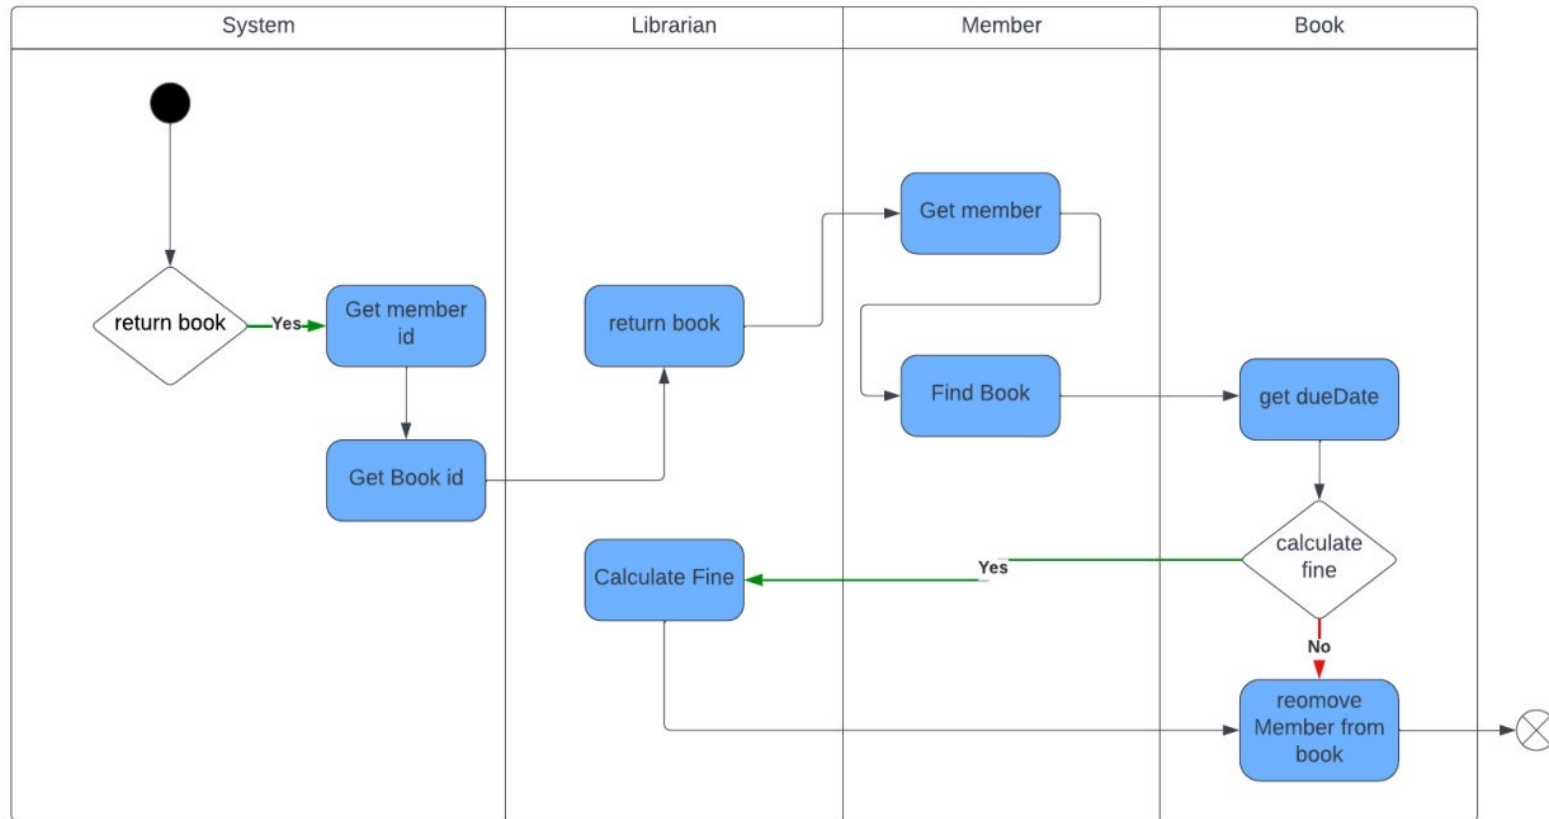 System
Librarian
Member
Book
return book
Yes
Get member
id
Get Book id
return book
Get member
Find Book
get dueDate
calculate
fine
Yes
Calculate Fine
No
reomove
Member from
book